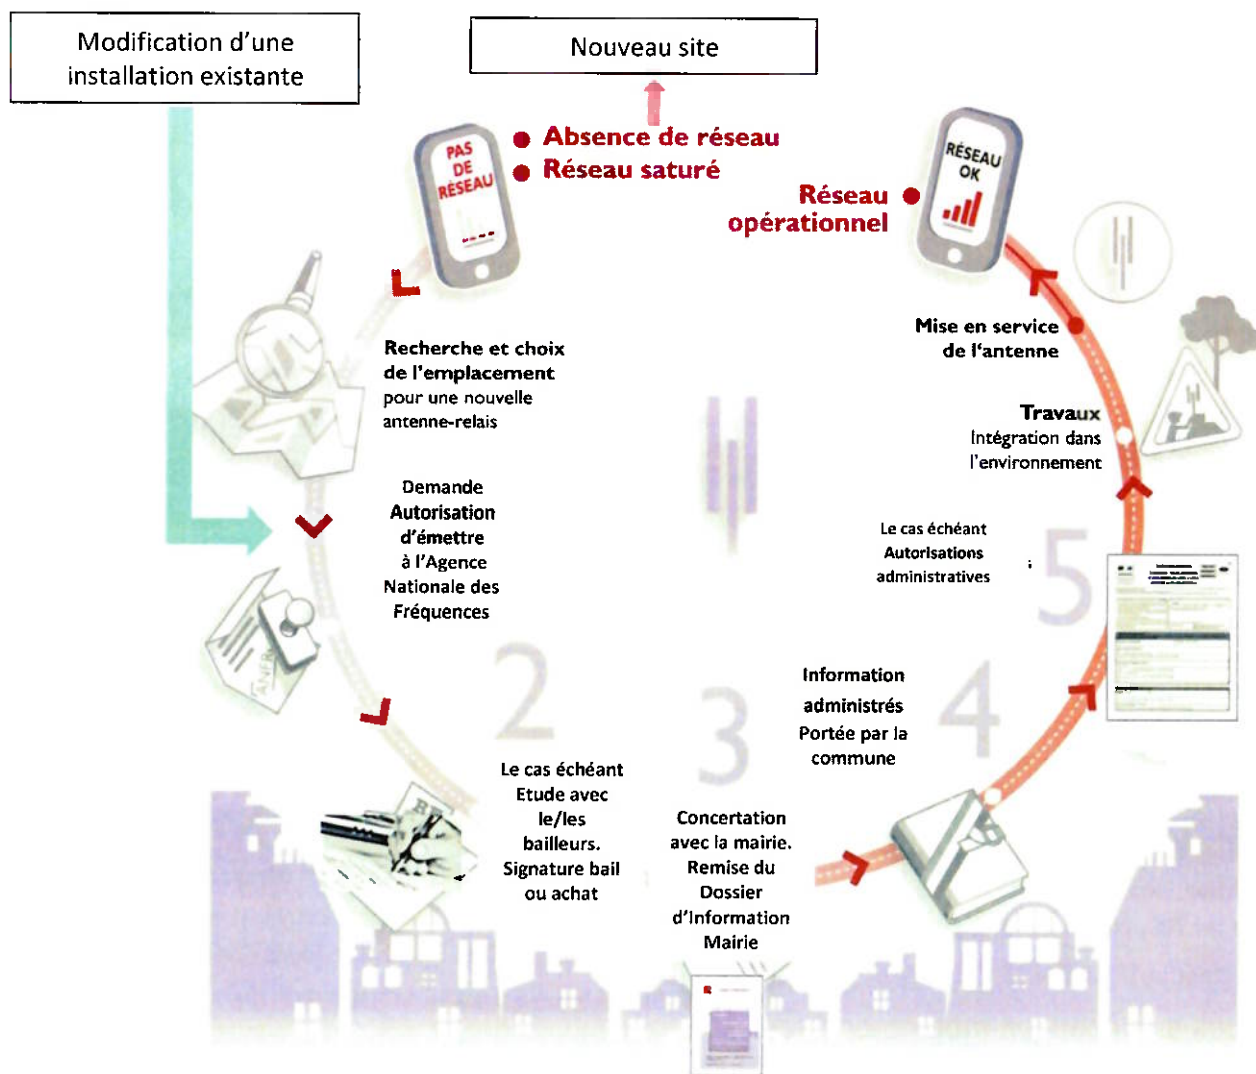 Modification d'une
installation existante
Nouveau site
PAS
DE
RÉSEAU
Absence de réseau
Réseau saturé
RÉSEAU
OK
Réseau
opérationnel
Recherche et choix
de l'emplacement
pour une nouvelle
antenne-relais
Demande
Autorisation
d'émettre
à l'Agence
Nationale des
Fréquences
ANFR
2
Le cas échéant
Etude avec
le/les
bailleurs.
Signature bail
ou achat
3
Concertation
avec la mairie.
Remise du
Dossier
d'Information
Mairie
4
Information
administrés
Portée par la
commune
5
Le cas échéant
Autorisations
administratives
Travaux
Intégration dans
l'environnement
Mise en service
de l'antenne